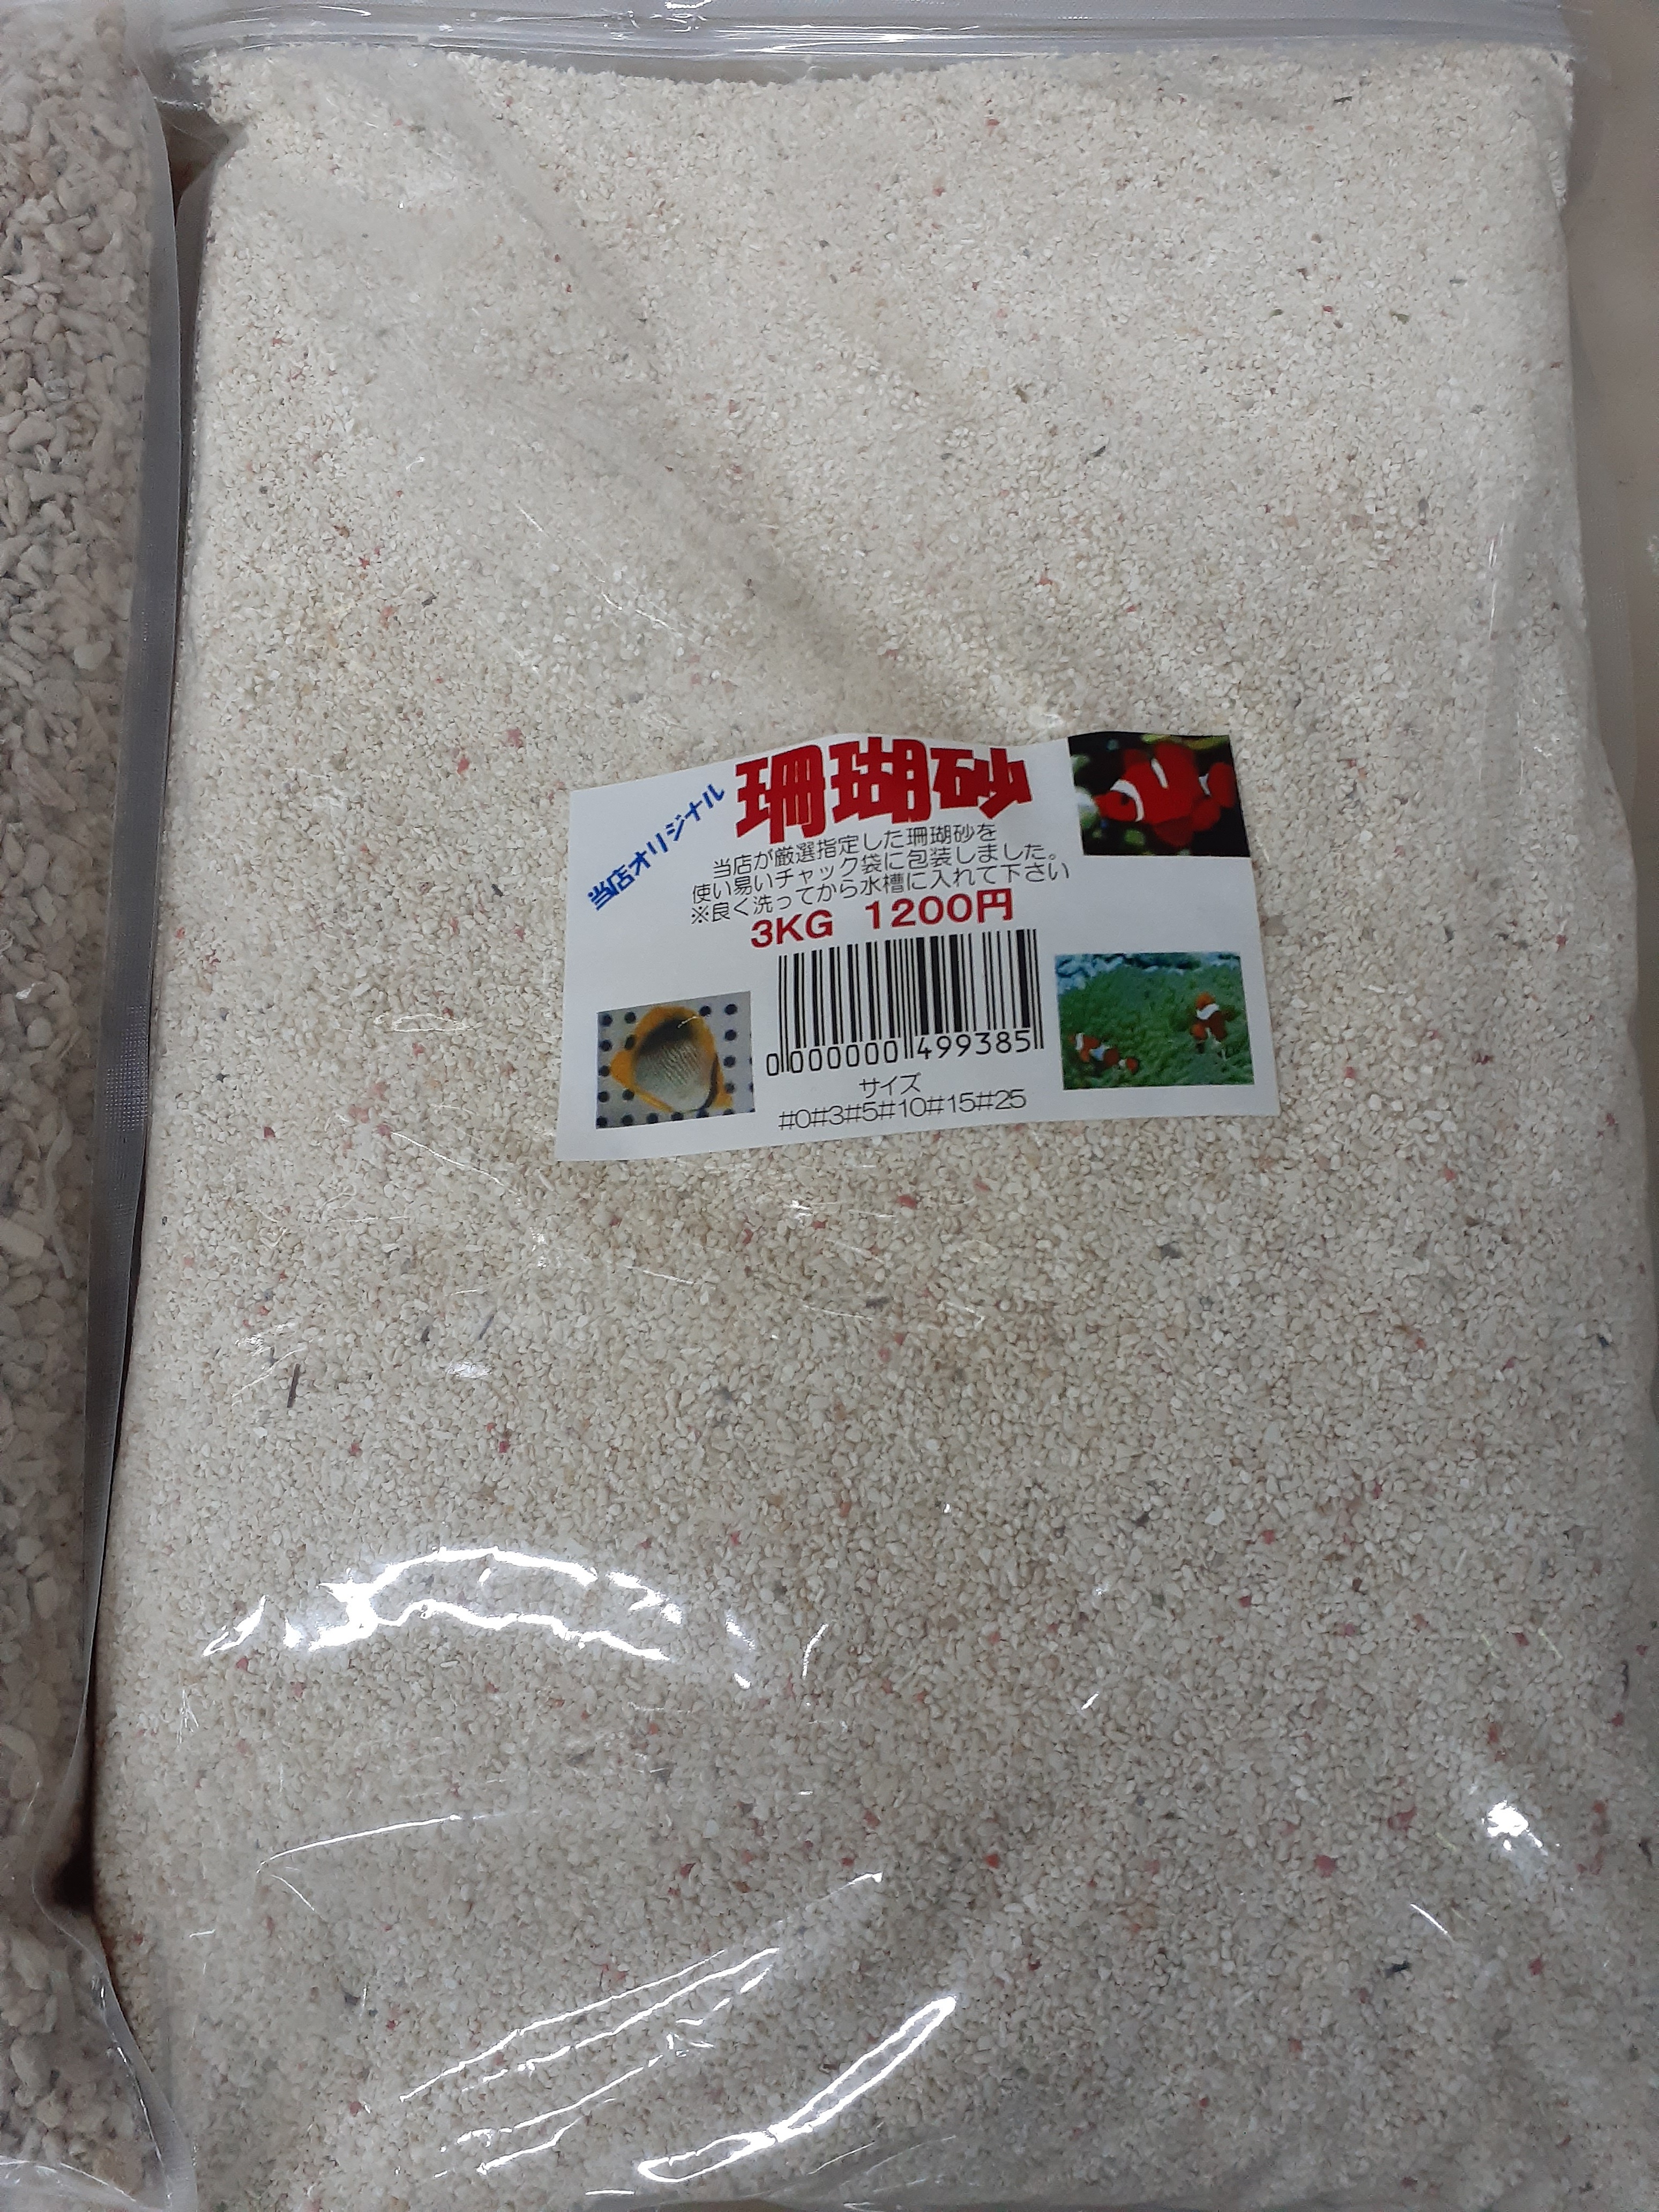 当店オリジナル
珊瑚砂
当店が厳選指定した珊瑚砂を
使い易いチャック袋に包装しました。
※良く洗ってから水槽に入れて下さい
3KG 1200円
0 000000 499385
サイズ
#0#3#5#10#15#25